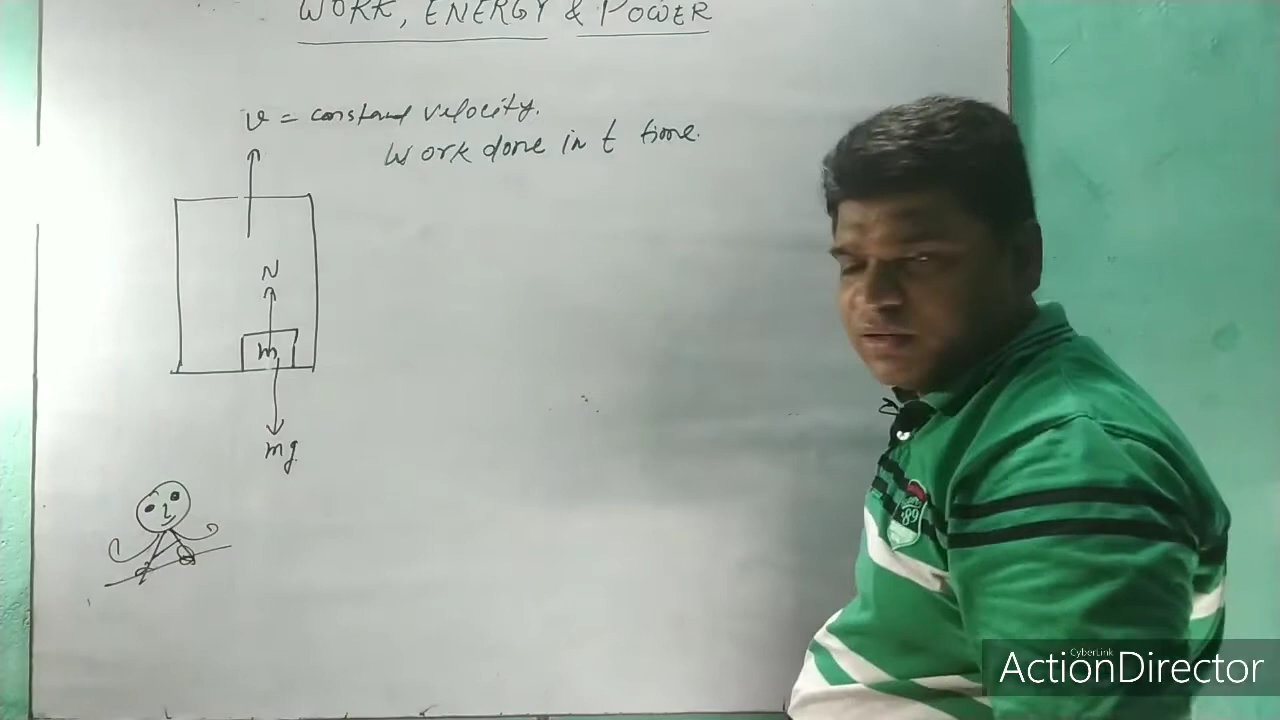 WORK, ENERGY & POWER
v = constant velocity.
Work done in t time.
N
m
mg
'89
CyberLink
ActionDirector